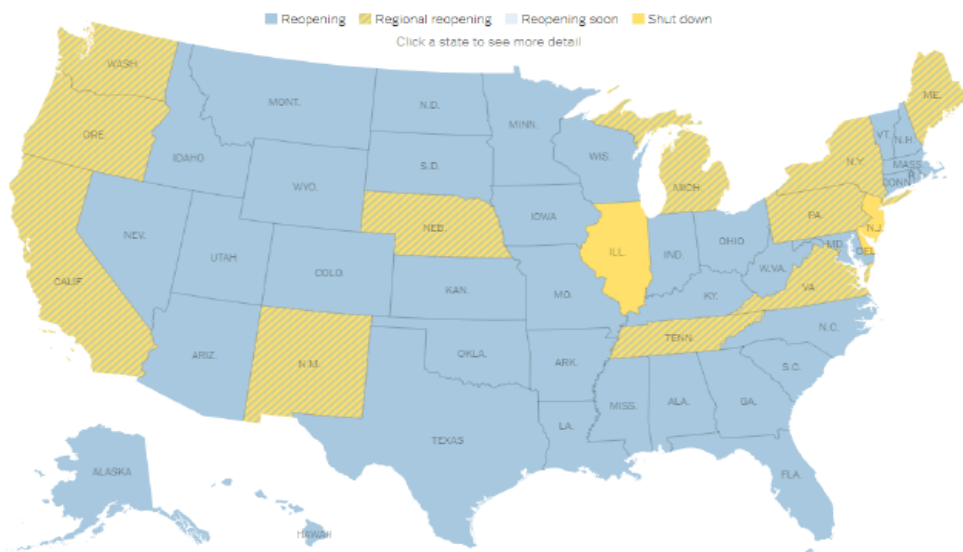 Reopening Regional reopening Reopening soon Shut down
Click a state to see more detail
WASH.
ME.
MONT.
N.D.
MINN.
VT.
N.H.
ORE.
IDAHO
S.D.
WIS.
MICH.
N.Y.
MASS.
CONN.
WYO.
IOWA
PA.
N.J.
NEB.
NEV.
UTAH
COLO.
ILL.
IND.
OHIO
MD.
DEL.
CALIF.
KAN.
MO.
KY.
W.VA.
VA.
ARIZ.
N.M.
OKLA.
ARK.
TENN.
N.C.
S.C.
TEXAS
LA.
MISS.
ALA.
GA.
FLA.
ALASKA
HAWAII